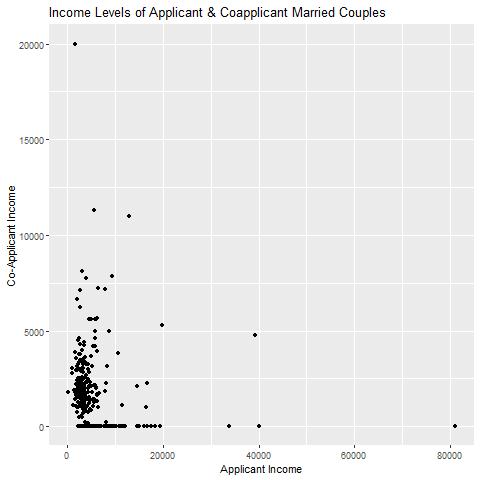 Income Levels of Applicant & Coapplicant Married Couples
20000
15000
10000
5000
0
Co-Applicant Income
0 20000 40000 60000 80000
Applicant Income